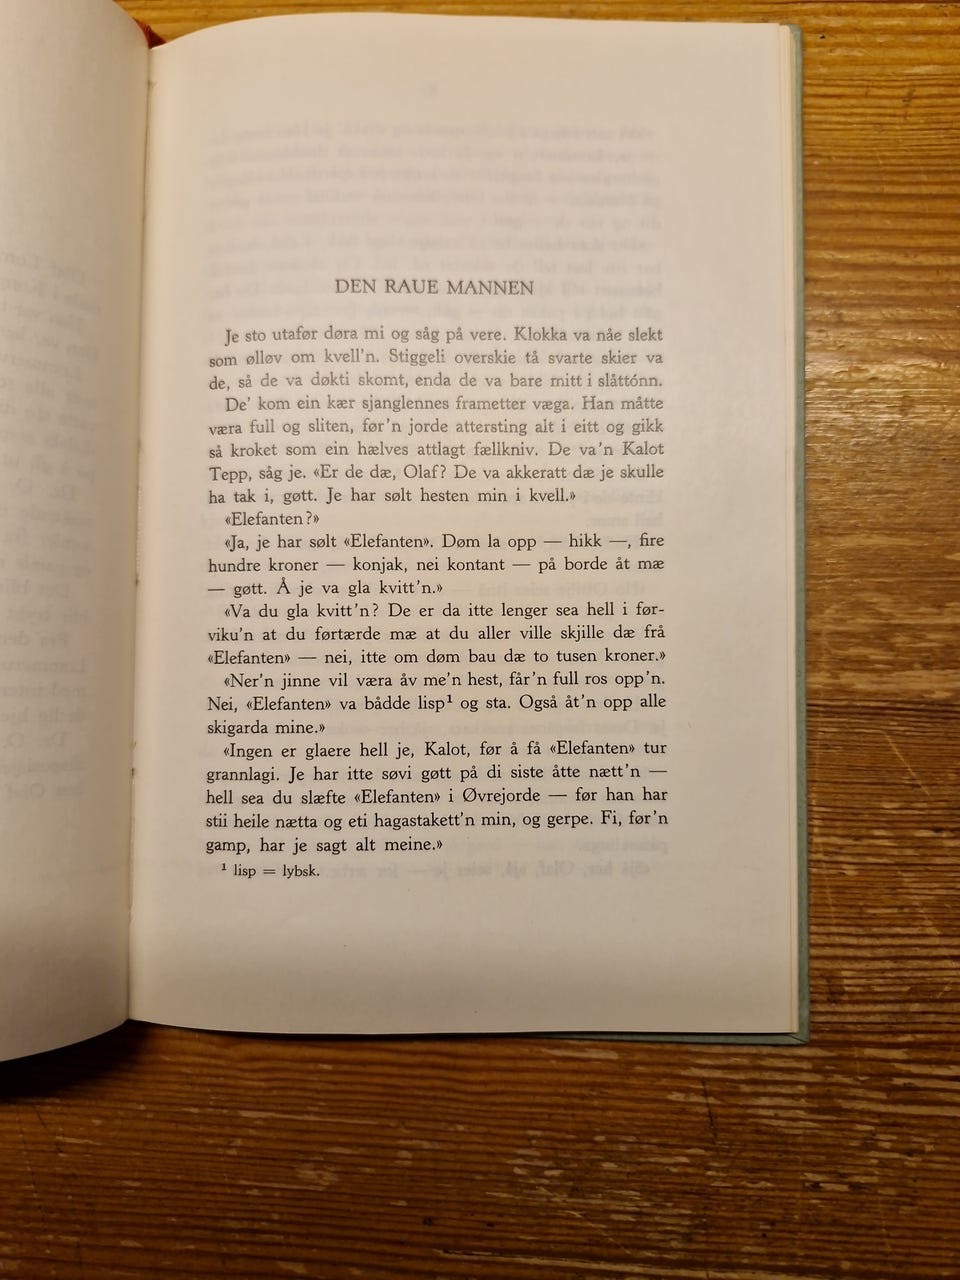 DEN RAUE MANNEN
Je sto utafør døra mi og såg på vere. Klokka va nåe slekt
som ølløv om kvell'n. Stiggeli overskie tå svarte skier va
de, så de va døkti skomt, enda de va bare mitt i slåttónn.
De' kom ein kær sjanglennes frametter væga. Han måtte
væra full og sliten, før'n jorde attersting alt i eitt og gikk
så kroket som ein hælves attlagt fælikniv. De va'n Kalot
Tepp, såg je. «Er de dæ, Olaf? De va akkeratt dæ je skulle
ha tak i, gøtt. Je har sølt hesten min i kvell.»
«Elefanten?»
«Ja, je har sølt «Elefanten». Døm la opp — hikk —, fire
hundre kroner — konjak, nei kontant — på borde åt mæ
— gøtt. Å je va gla kvitt'n.»
«Va du gla kvitt'n? De er da itte lenger sea hell i før-
viku'n at du førtærde mæ at du aller ville skjille dæ frå
«Elefanten» — nei, itte om døm bau dæ to tusen kroner.»
«Ner'n jinne vil væra åv me'n hest, får'n full ros opp'n.
Nei, «Elefanten» va bådde lisp¹ og sta. Også åt'n opp alle
skigarda mine.»
«Ingen er glaere hell je, Kalot, før å få «Elefanten» tur
grannlagi. Je har itte søvi gøtt på di siste åtte nætt'n —
hell sea du slæfte «Elefanten» i Øvrejorde — før han har
stii heile nætta og eti hagastakett'n min, og gerpe. Fi, før'n
gamp, har je sagt alt meine.»
¹ lisp = lybsk.